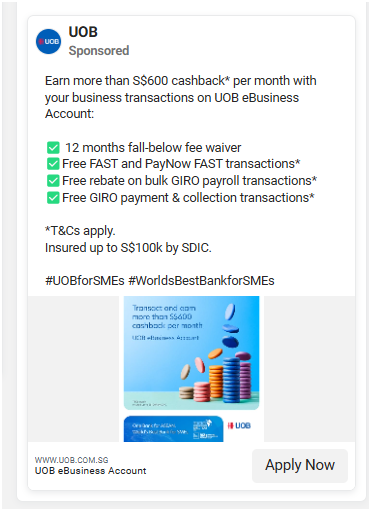 UOB
UOB
Sponsored
Earn more than S$600 cashback* per month with
your business transactions on UOB eBusiness
Account:
✅ 12 months fall-below fee waiver
✅Free FAST and PayNow FAST transactions*
✅Free rebate on bulk GIRO payroll transactions*
✅Free GIRO payment & collection transactions*
*T&Cs apply.
Insured up to S$100k by SDIC.
#UOBforSMEs #WorldsBestBankforSMEs
Transact and earn
more than S$600
cashback per month
UOB eBusiness Account
UOB
WWW.UOB.COM.SG
UOB eBusiness Account
Apply Now